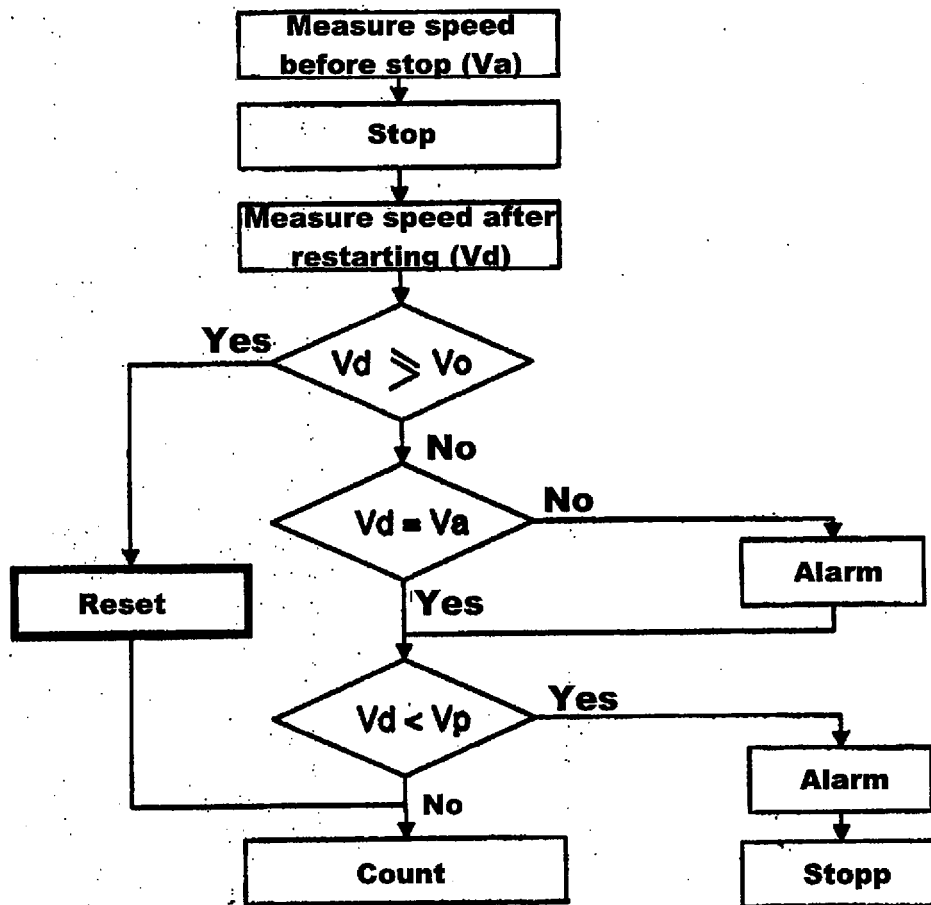 Measure speed
before stop (Va)
Stop
Measure speed after
restarting (Vd)
Yes
Vd ⩾ Vo
No
Vd = Va
No
Alarm
Reset
Yes
Vd < Vp
Yes
Alarm
No
Count
Stopp